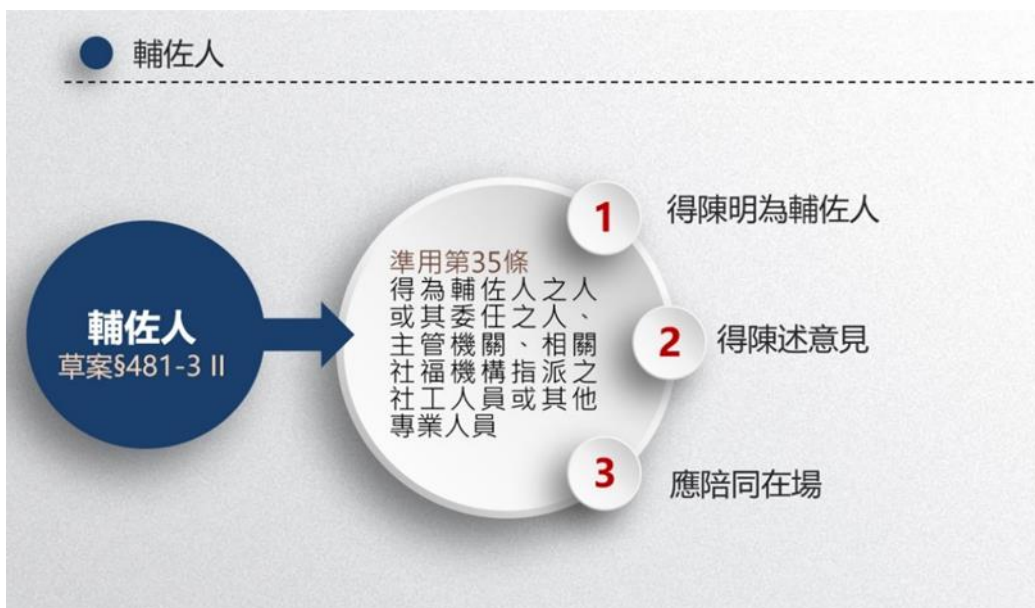 輔佐人
輔佐人
草案§481-3 II
準用第35條
得為輔佐人之人
或其委任之人、
主管機關、相關
社福機構指派之
社工人員或其他
專業人員
1
得陳明為輔佐人
2
得陳述意見
3
應陪同在場